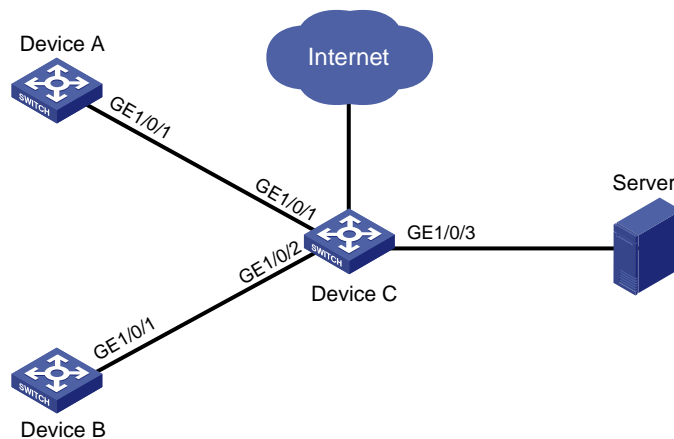 Device A
Internet
SWITCH
GE1/0/1
GE1/0/1
Server
GE1/0/2
SWITCH
GE1/0/3
Device C
GE1/0/1
SWITCH
Device B